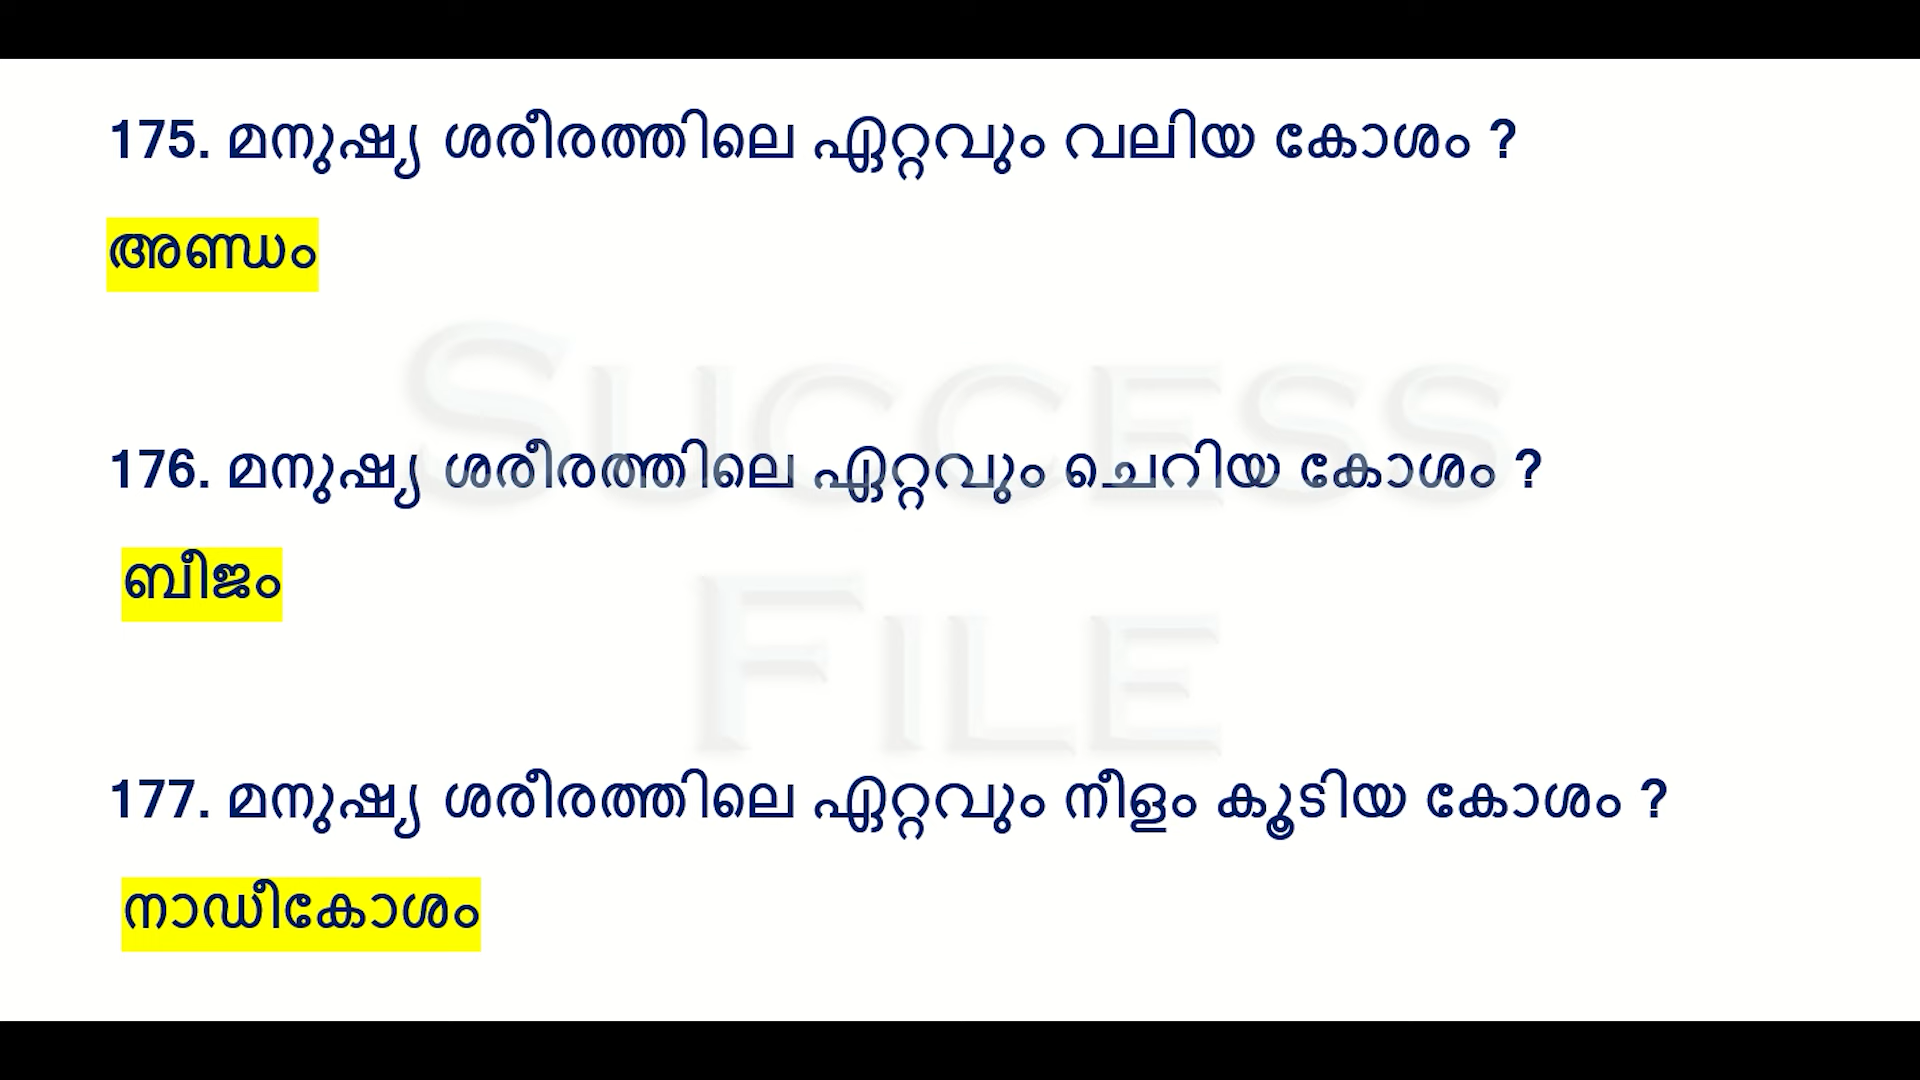 175. മനുഷ്യ ശരീരത്തിലെ ഏറ്റവും വലിയ കോശം ?
അണ്ഡം
SUCCESS
176. മനുഷ്യ ശരീരത്തിലെ ഏറ്റവും ചെറിയ കോശം ?
ബീജം
FILE
177. മനുഷ്യ ശരീരത്തിലെ ഏറ്റവും നീളം കൂടിയ കോശം ?
നാഡീകോശം